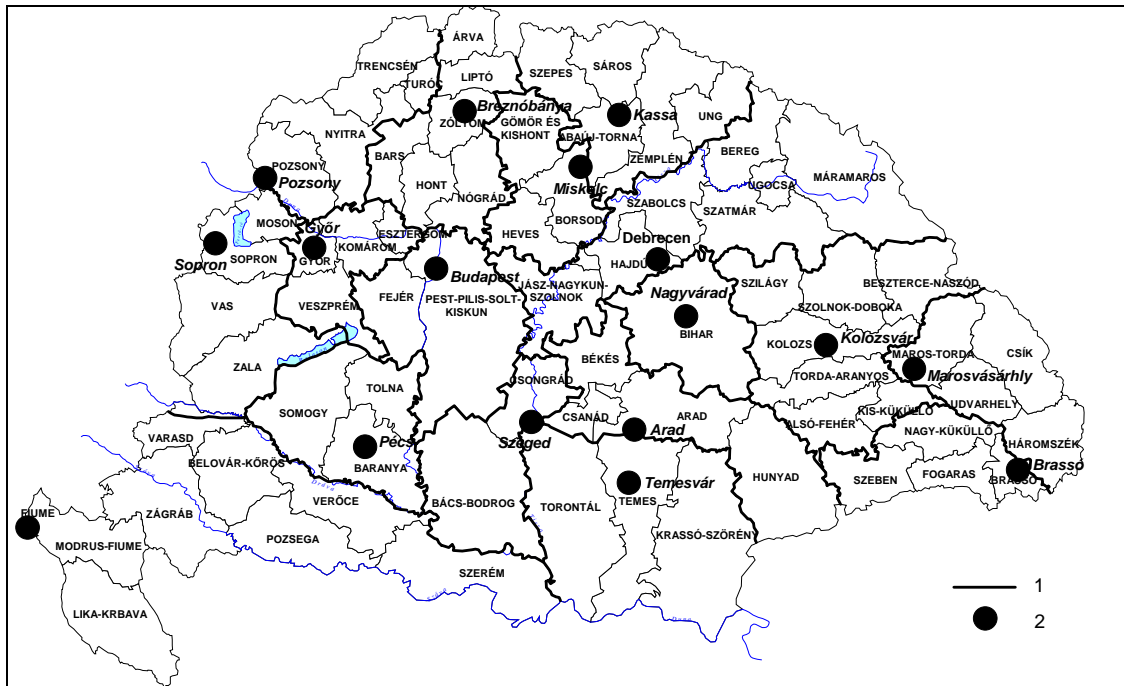 ÁRVA
TRENCSÉN
TURÓC
LIPTÓ
SZEPES
SÁROS
Breznóbánya
ZÓLYOM
GÖMÖR ÉS
KISHONT
Kassa
ABAÚJ-TORNA
UNG
NYITRA
BARS
ZEMPLÉN
BEREG
POZSONY
Pozsony
HONT
Miskolc
UGOCSA
MÁRAMAROS
NÓGRÁD
BORSOD
SZABOLCS
SZATMÁR
MOSON
Győr
GYŐR
KOMÁROM
ESZTERGOM
HEVES
Debrecen
HAJDÚ
Sopron
SOPRON
Budapest
FEJÉR
PEST-PILIS-SOLT-
KISKUN
JÁSZ-NAGYKUN-
SZOLNOK
SZILÁGY
BESZTERCE-NASZÓD
SZOLNOK-DOBOKA
VAS
VESZPRÉM
Nagyvárad
BIHAR
KOLOZS
Kolozsvár
MAROS-TORDA
Marosvásárhly
CSÍK
ZALA
BÉKÉS
TORDA-ARANYOS
TOLNA
CSONGRÁD
SOMOGY
CSANÁD
ARAD
Arad
ALSÓ-FEHÉR
KIS-KÜKÜLLŐ
UDVARHELY
NAGY-KÜKÜLLŐ
HÁROMSZÉK
Szeged
Pécs
BARANYA
VARASD
BELOVÁR-KŐRÖS
Brassó
BRASSÓ
FOGARAS
SZEBEN
HUNYAD
Temesvár
TEMES
VERŐCE
BÁCS-BODROG
TORONTÁL
FIUME
ZÁGRÁB
POZSEGA
KRASSÓ-SZÖRÉNY
MODRUS-FIUME
SZERÉM
LIKA-KRBAVA
1
2